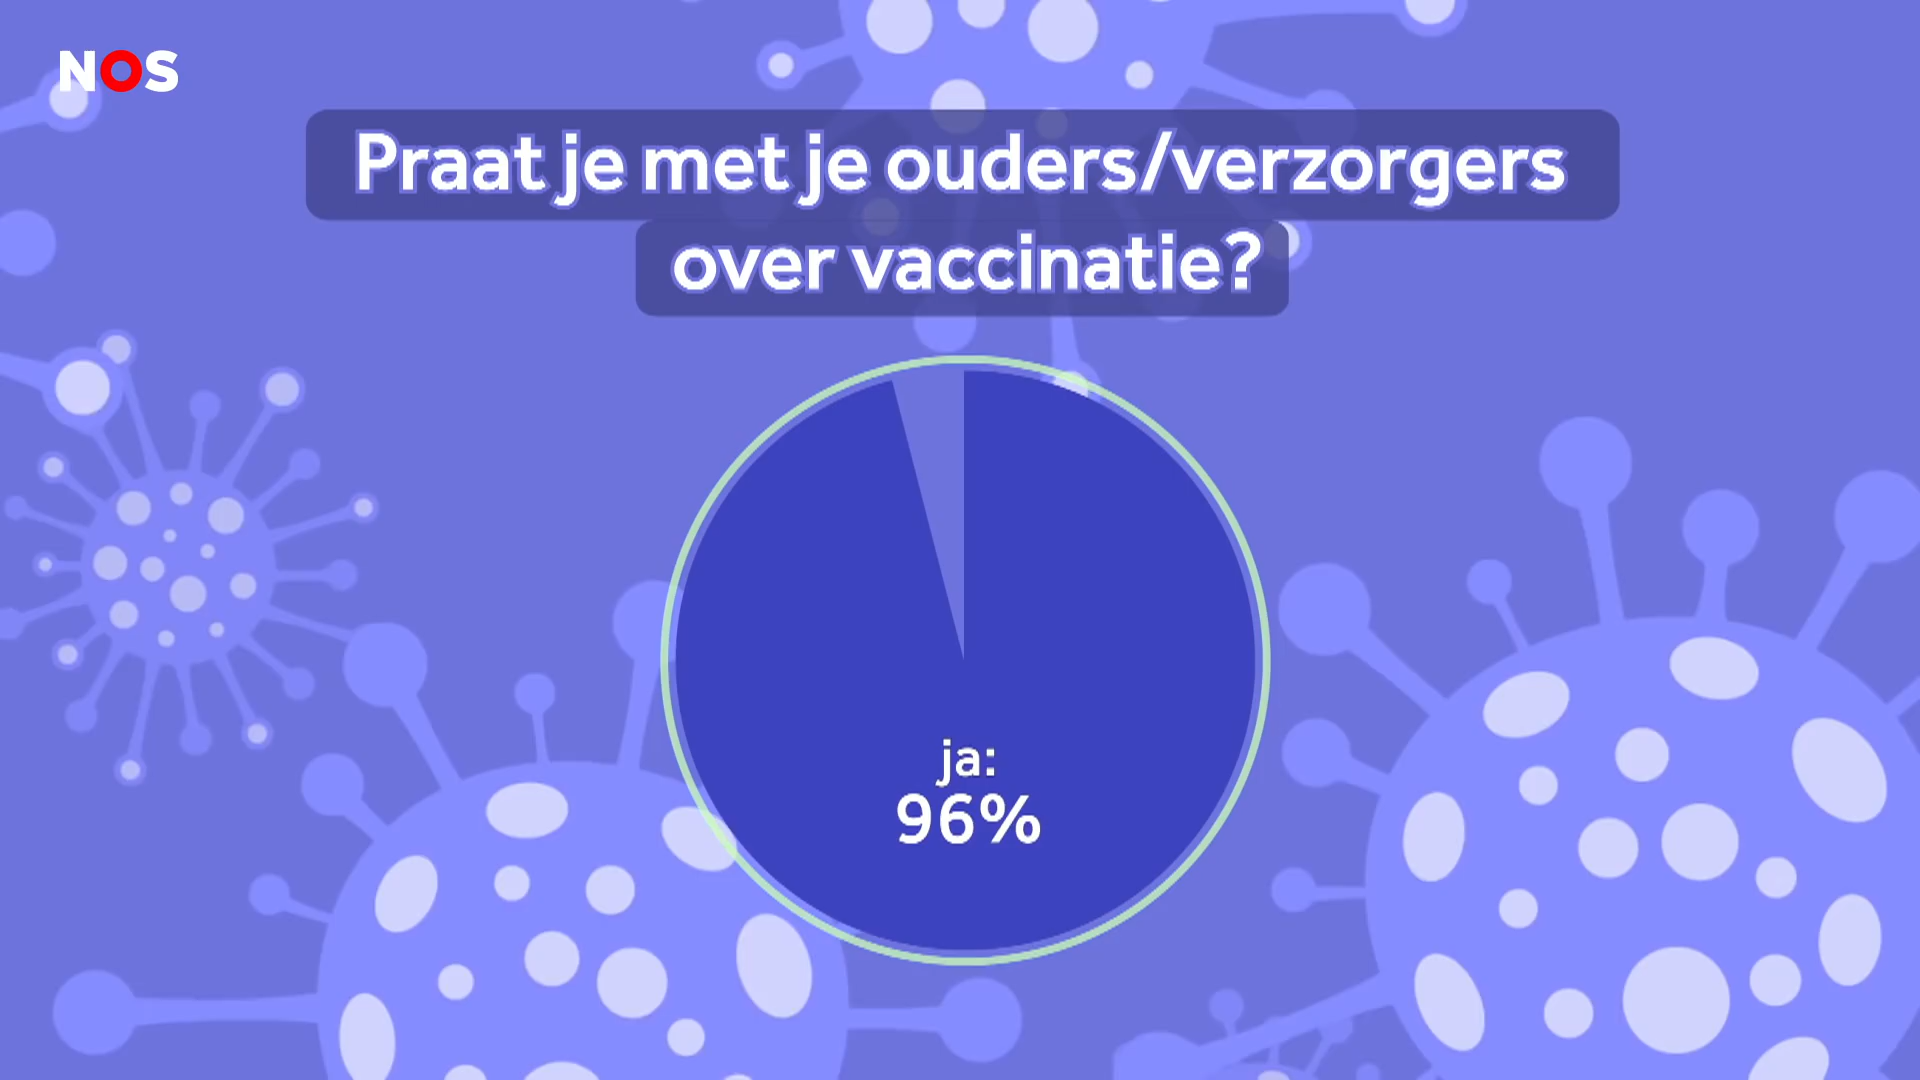 NOS
Praat je met je ouders/verzorgers
over vaccinatie?
ja:
96%